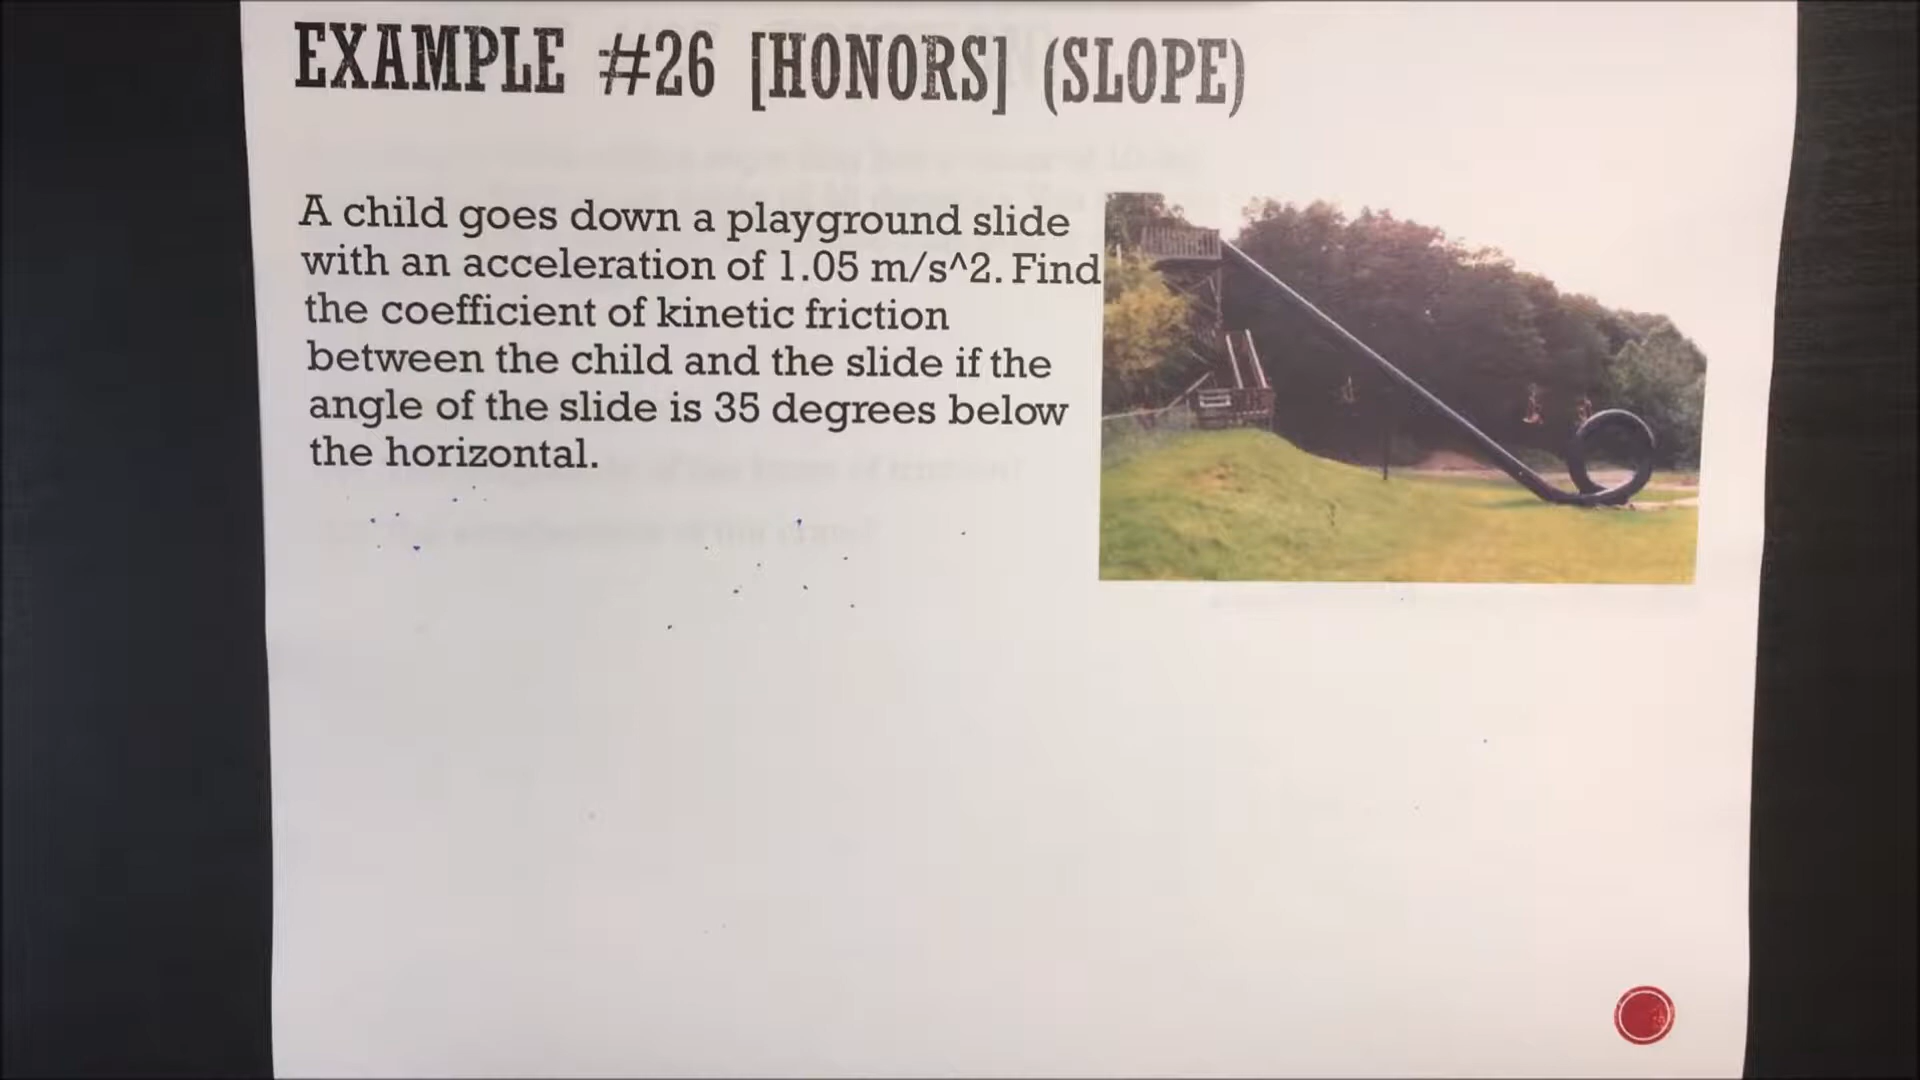 EXAMPLE #26 [HONORS] (SLOPE)
A child goes down a playground slide
with an acceleration of 1.05 m/s^2. Find
the coefficient of kinetic friction
between the child and the slide if the
angle of the slide is 35 degrees below
the horizontal.